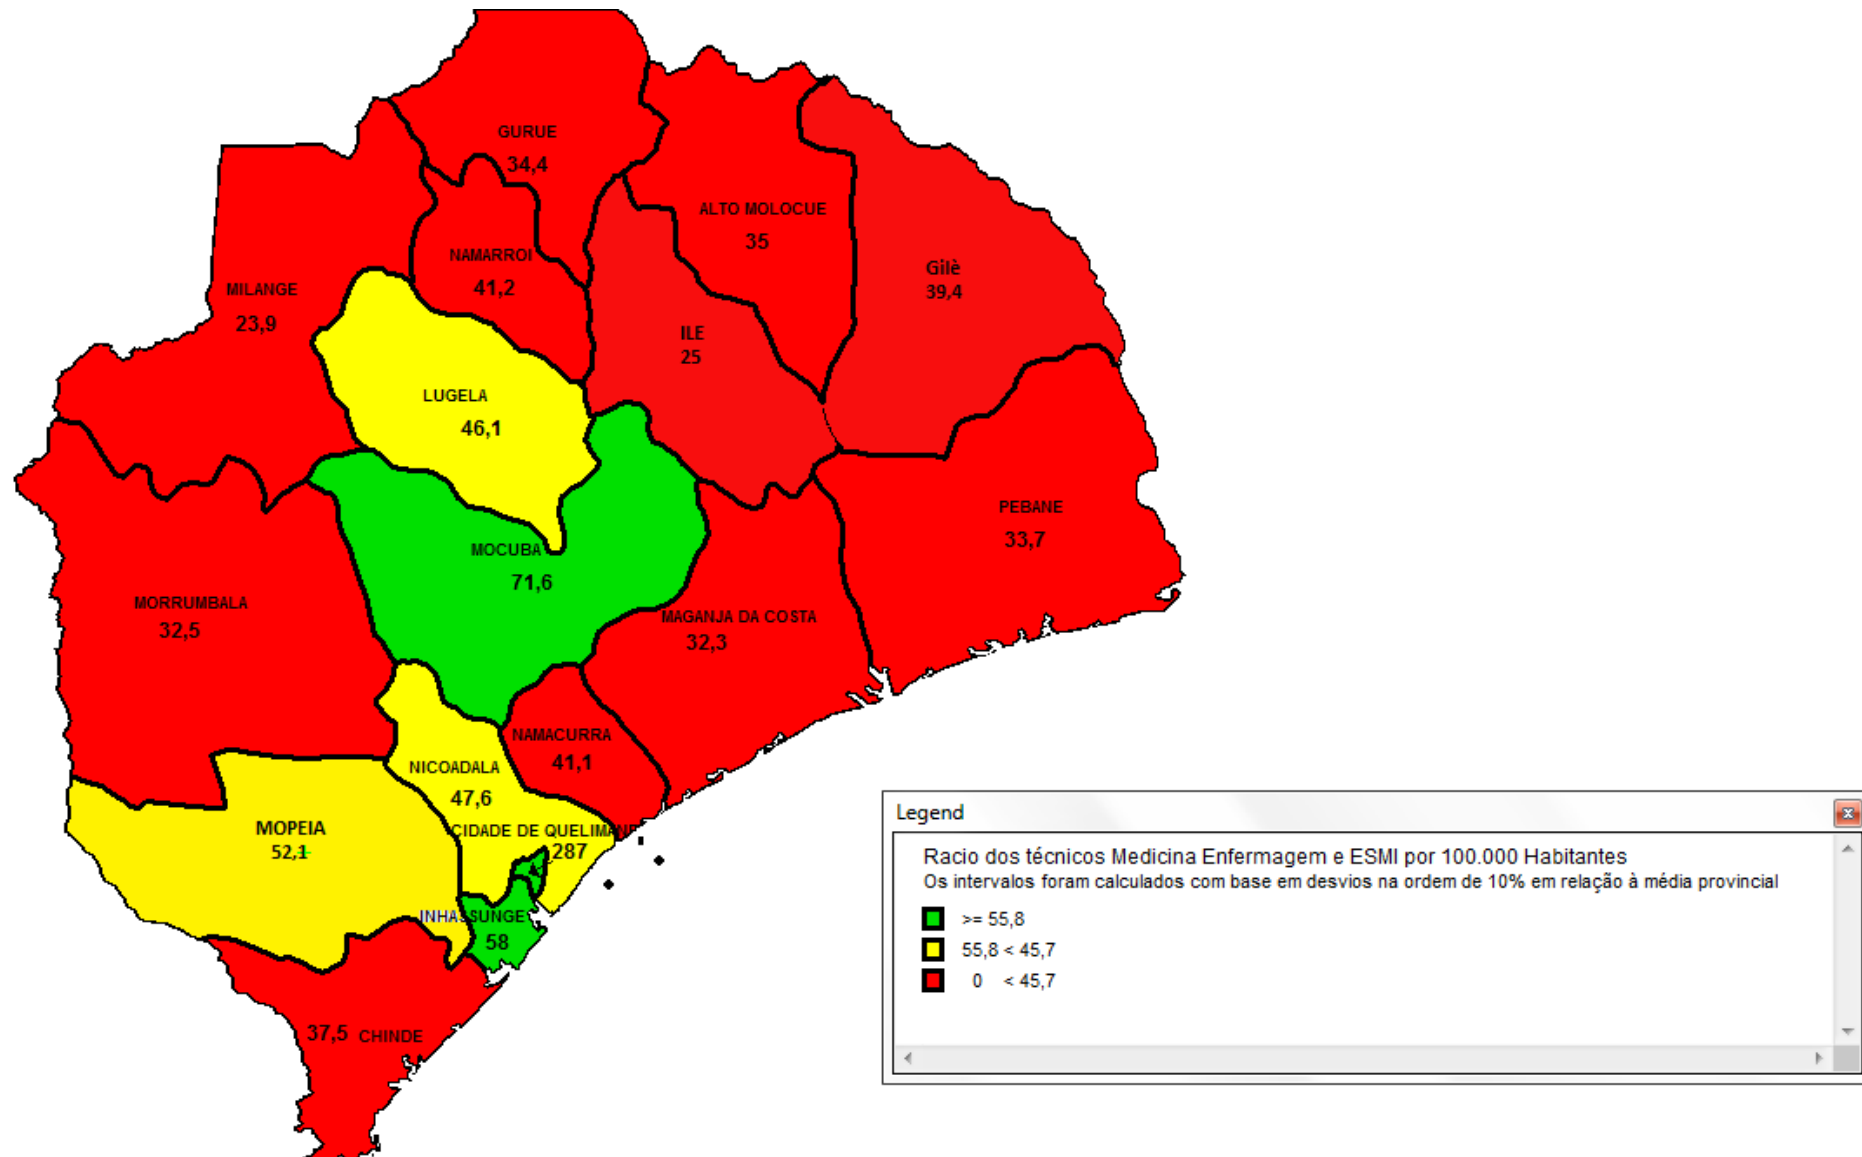 GURUE
34,4
ALTO MOLOCUE
35
NAMARROI
41,2
Gilè
39,4
MILANGE
23,9
ILE
25
LUGELA
46,1
PEBANE
33,7
MOCUBA
71,6
MORRUMBALA
32,5
MAGANJA DA COSTA
32,3
NAMACURRA
41,1
NICOADALA
47,6
MOPEIA
52,1
CIDADE DE QUELIMANE
287
INHASSUNGE
58
37,5 CHINDE
Legend
Racio dos técnicos Medicina Enfermagem e ESMI por 100.000 Habitantes
Os intervalos foram calculados com base em desvios na ordem de 10% em relação à média provincial
>= 55,8
55,8 < 45,7
0 < 45,7